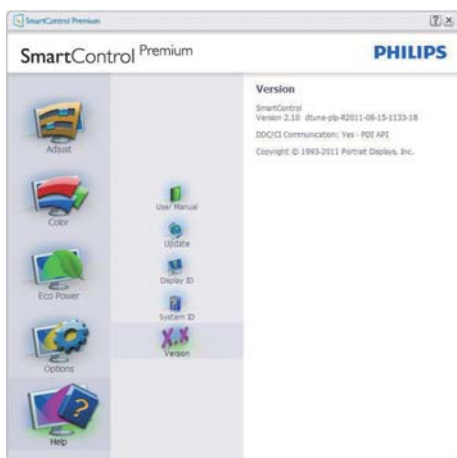 SmartControl Premium
SmartControl Premium
PHILIPS
Adjust
Color
Eco Power
Options
Help
User Manual
Update
Display ID
System ID
X.X
Version
Version
SmartControl
Version 2.10 dtune-plp-R2011-08-15-1133-18
DDC/CI Communication: Yes - PDI API
Copyright © 1993-2011 Portrait Displays, Inc.